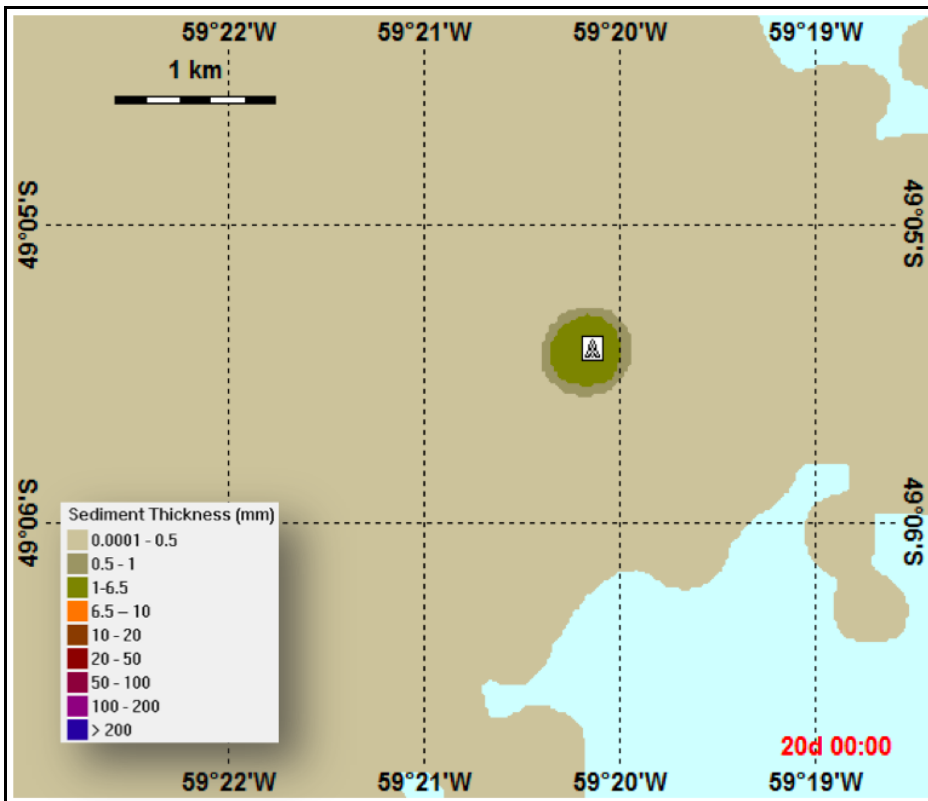 59°22'W 59°21'W 59°20'W 59°19'W
1 km
49°05'S 49°05'S
49°06'S 49°06'S
Sediment Thickness (mm)
0.0001 - 0.5
0.5 - 1
1-6.5
6.5 – 10
10 - 20
20 - 50
50 - 100
100 - 200
> 200
20d 00:00
59°22'W 59°21'W 59°20'W 59°19'W